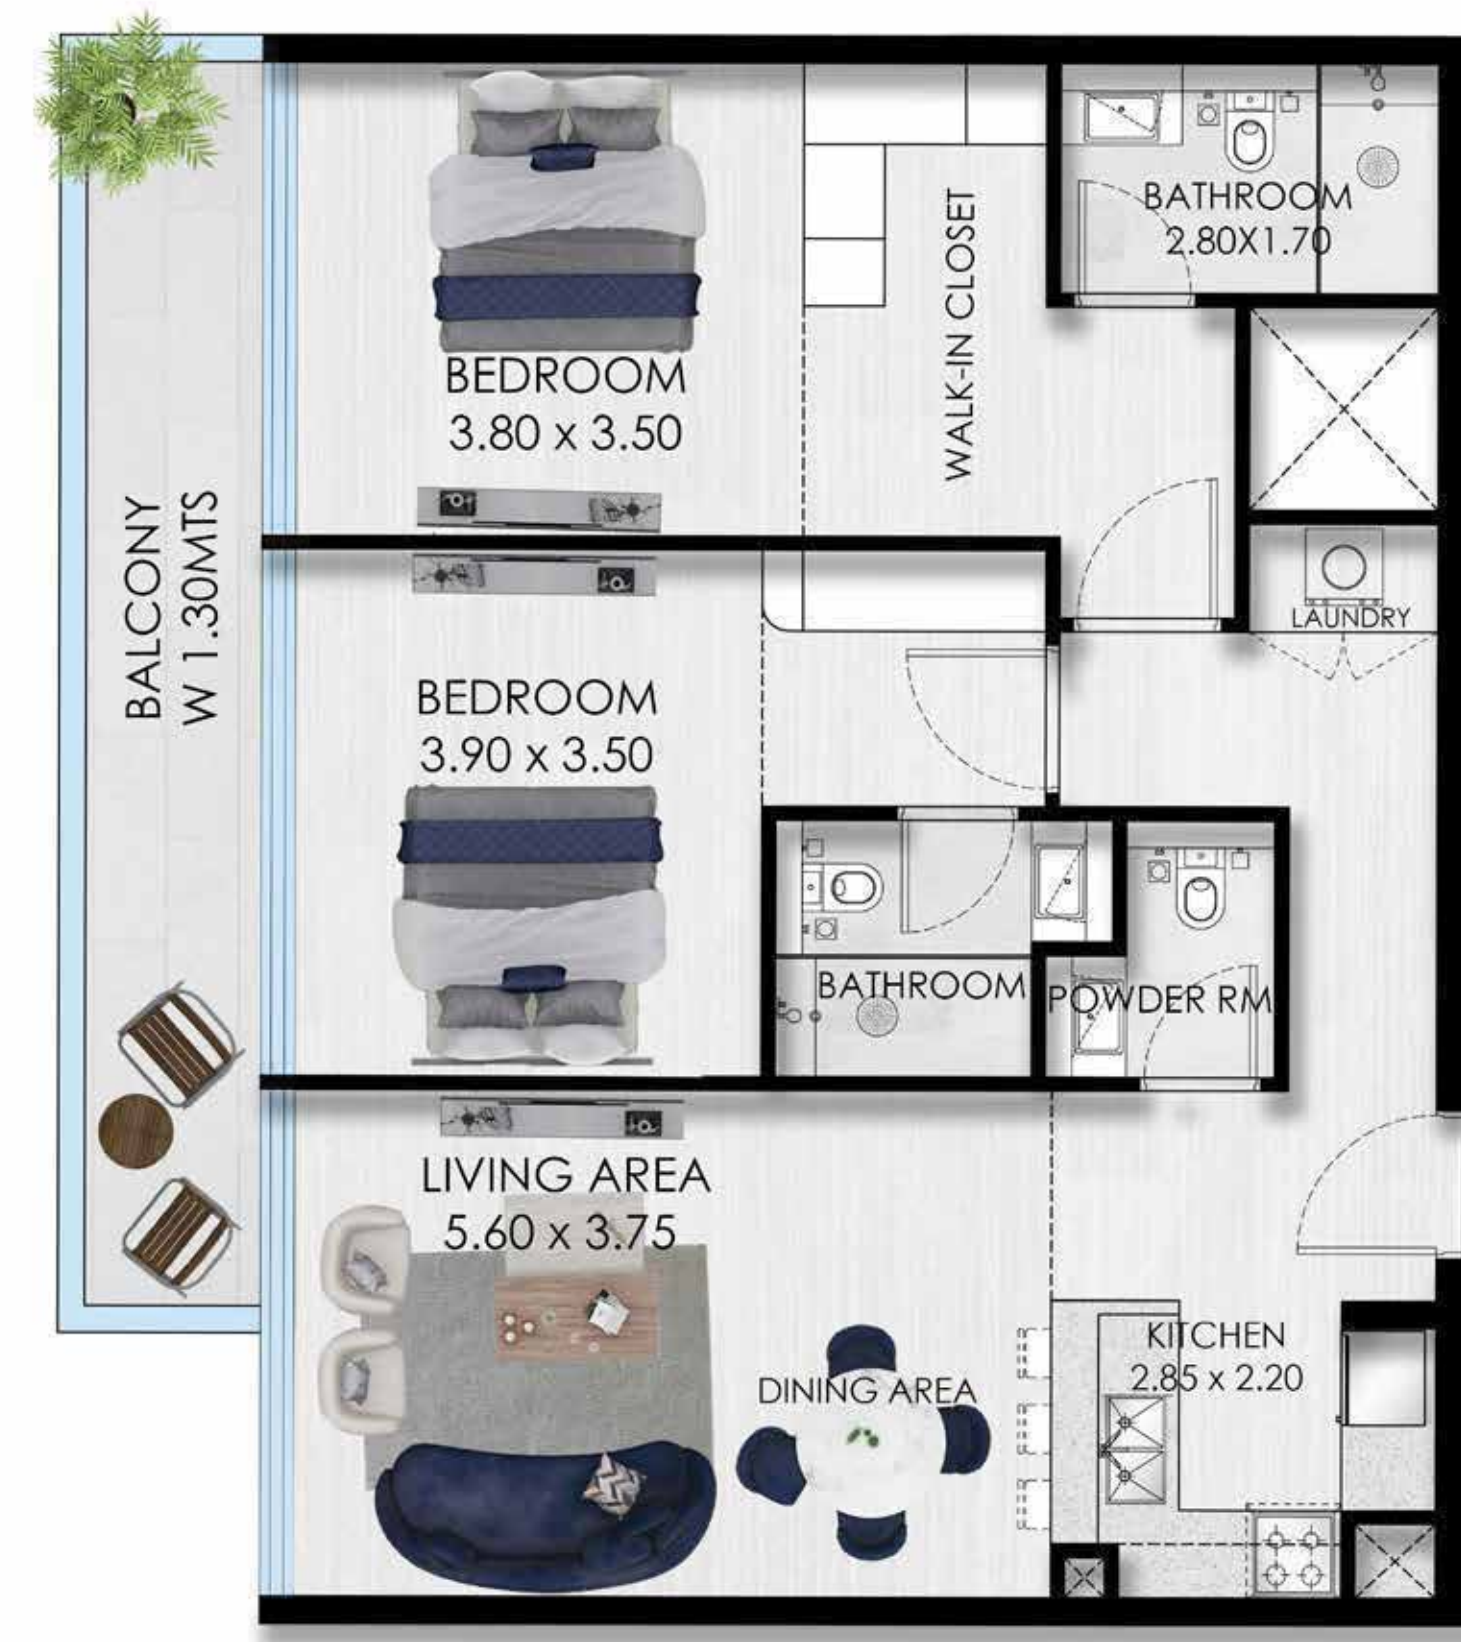 BATHROOM
2.80X1.70
WALK-IN CLOSET
BEDROOM
3.80 x 3.50
BALCONY
W 1.30MTS
LAUNDRY
BEDROOM
3.90 x 3.50
BATHROOM
POWDER RM
LIVING AREA
5.60 x 3.75
KITCHEN
2.85 x 2.20
DINING AREA